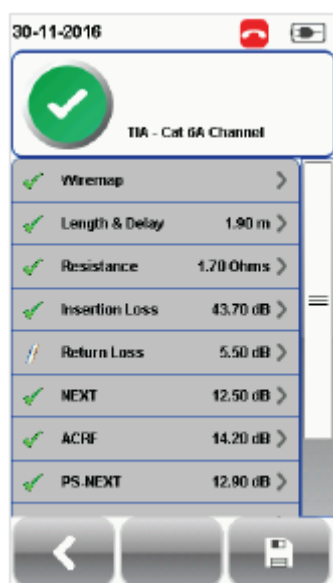 30-11-2016
TIA - Cat 6A Channel
Wiremap
Length & Delay 1.90 m
Resistance 1.70 Ohms
Insertion Loss 43.70 dB
Return Loss 5.50 dB
NEXT 12.50 dB
ACRF 14.20 dB
PS-NEXT 12.90 dB